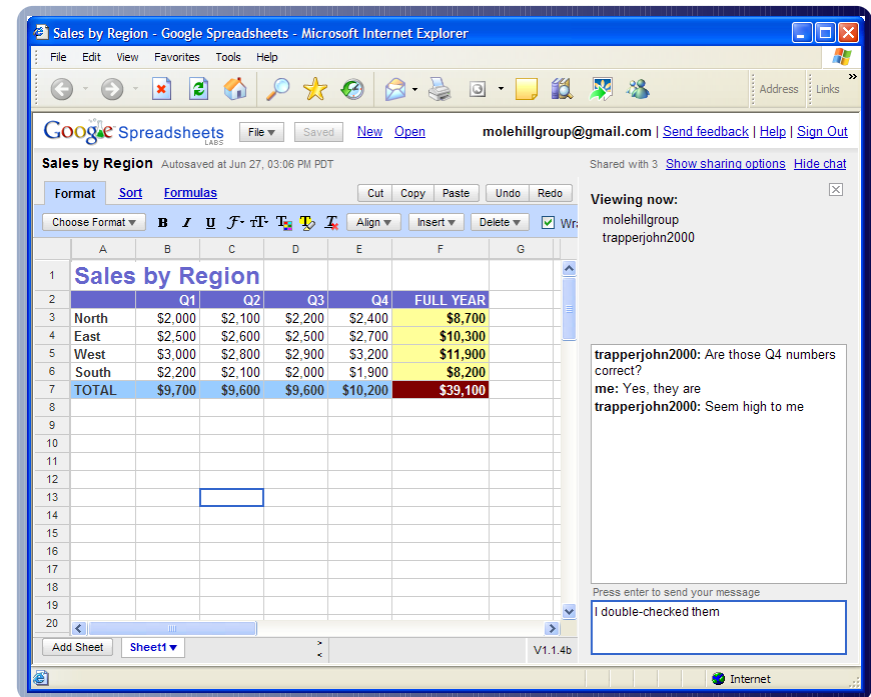 Sales by Region - Google Spreadsheets - Microsoft Internet Explorer
File Edit View Favorites Tools Help
Address Links »
Google Spreadsheets LABS File ▾ Saved New Open molehillgroup@gmail.com | Send feedback | Help | Sign Out
Sales by Region Autosaved at Jun 27, 03:06 PM PDT
Shared with 3 Show sharing options Hide chat
Format Sort Formulas Cut Copy Paste Undo Redo
Choose Format ▾ B I U F T T T T Align ▾ Insert ▾ Delete ▾ Wr
A B C D E F G
1 Sales by Region
2 Q1 Q2 Q3 Q4 FULL YEAR
3 North $2,000 $2,100 $2,200 $2,400 $8,700
4 East $2,500 $2,600 $2,500 $2,700 $10,300
5 West $3,000 $2,800 $2,900 $3,200 $11,900
6 South $2,200 $2,100 $2,000 $1,900 $8,200
7 TOTAL $9,700 $9,600 $9,600 $10,200 $39,100
8
9
10
11
12
13
14
15
16
17
18
19
20
Add Sheet Sheet1 ▾ > < V1.1.4b
Viewing now:
molehillgroup
trapperjohn2000
trapperjohn2000: Are those Q4 numbers
correct?
me: Yes, they are
trapperjohn2000: Seem high to me
Press enter to send your message
I double-checked them
Internet